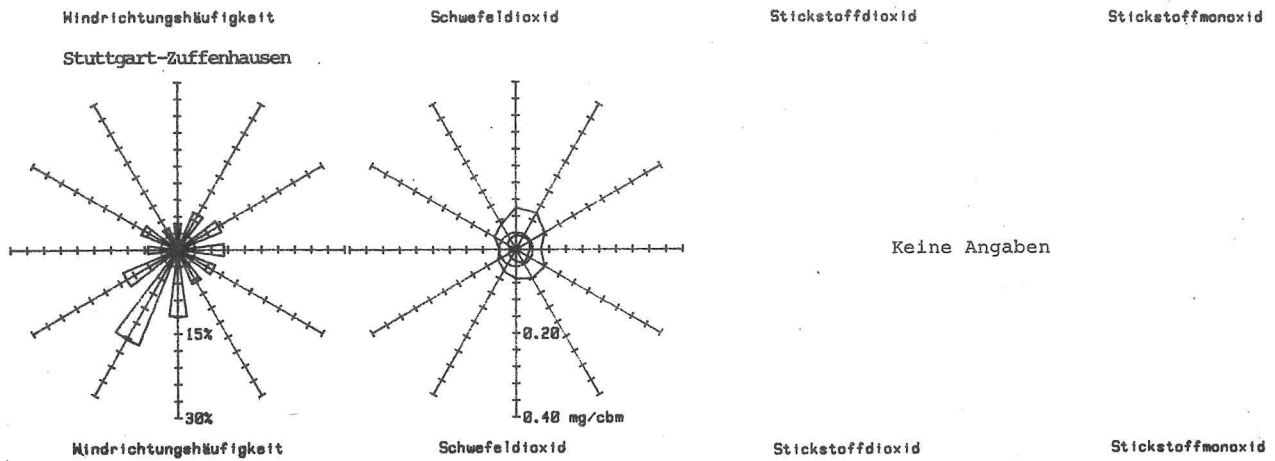 Windrichtungshäufigkeit Schwefeldioxid Stickstoffdioxid Stickstoffmonoxid
Stuttgart-Zuffenhausen
Keine Angaben
15% 0.20
30% 0.40 mg/cbm
Windrichtungshäufigkeit Schwefeldioxid Stickstoffdioxid Stickstoffmonoxid